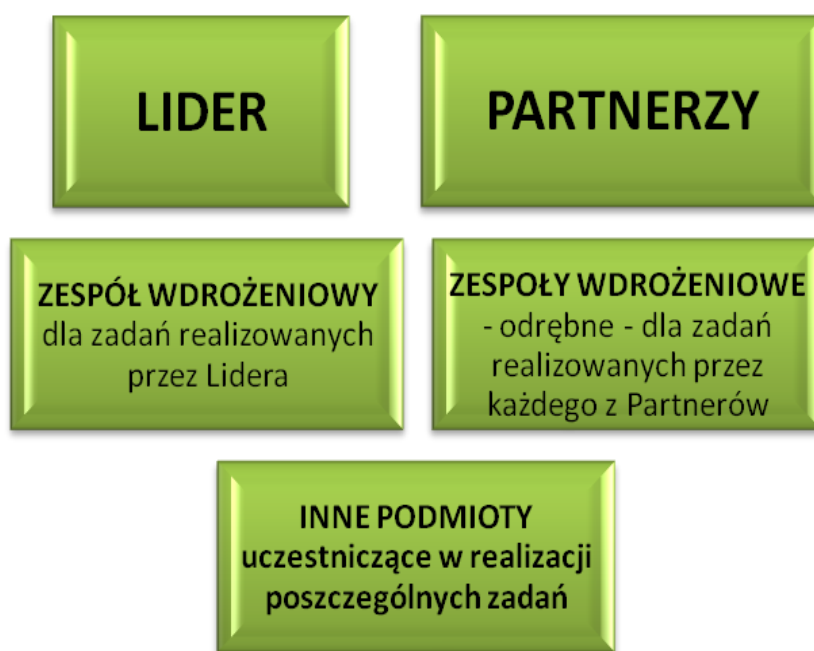 LIDER
PARTNERZY
ZESPÓŁ WDROŻENIOWY
dla zadań realizowanych
przez Lidera
ZESPOŁY WDROŻENIOWE
- odrębne - dla zadań
realizowanych przez
każdego z Partnerów
INNE PODMIOTY
uczestniczące w realizacji
poszczególnych zadań